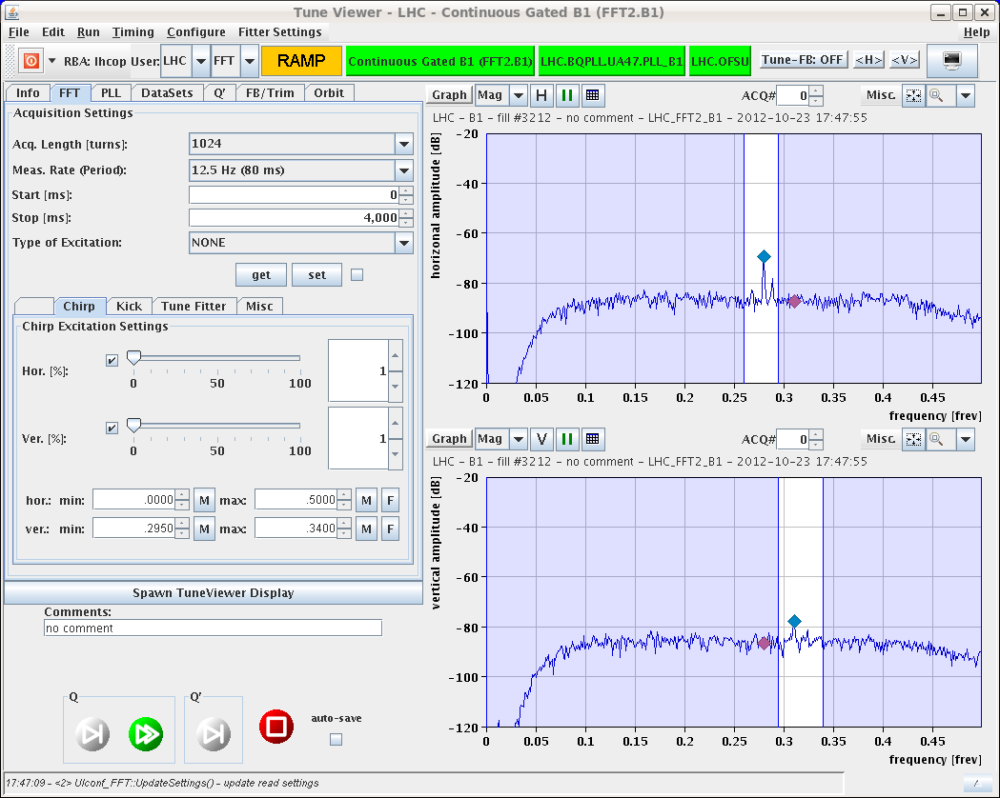 Tune Viewer - LHC - Continuous Gated B1 (FFT2.B1)
File Edit Run Timing Configure Fitter Settings Help
RBA: lhcop User: LHC FFT RAMP Continuous Gated B1 (FFT2.B1) LHC.BQPLL.UA47.PLL_B1 LHC.OFSU Tune-FB: OFF <H> <V>
Info FFT PLL DataSets Q' FB/Trim Orbit
Acquisition Settings
Acq. Length [turns]: 1024
Meas. Rate (Period): 12.5 Hz (80 ms)
Start [ms]: 0
Stop [ms]: 4,000
Type of Excitation: NONE
get set
Chirp Kick Tune Fitter Misc
Chirp Excitation Settings
Hor. [%]: 1
0 50 100
Ver. [%]: 1
0 50 100
hor.: min: .0000 M max: .5000 M F
ver.: min: .2950 M max: .3400 M F
Spawn TuneViewer Display
Comments:
no comment
Q Q'
auto-save
Graph Mag H ACQ# 0 Misc.
LHC - B1 - fill #3212 - no comment - LHC_FFT2_B1 - 2012-10-23 17:47:55
horizonal amplitude [dB]
-20
-40
-60
-80
-100
-120
0 0.05 0.1 0.15 0.2 0.25 0.3 0.35 0.4 0.45
frequency [frev]
Graph Mag V ACQ# 0 Misc.
LHC - B1 - fill #3212 - no comment - LHC_FFT2_B1 - 2012-10-23 17:47:55
vertical amplitude [dB]
-20
-40
-60
-80
-100
-120
0 0.05 0.1 0.15 0.2 0.25 0.3 0.35 0.4 0.45
frequency [frev]
17:47:09 - <2> UIconf_FFT::UpdateSettings() - update read settings